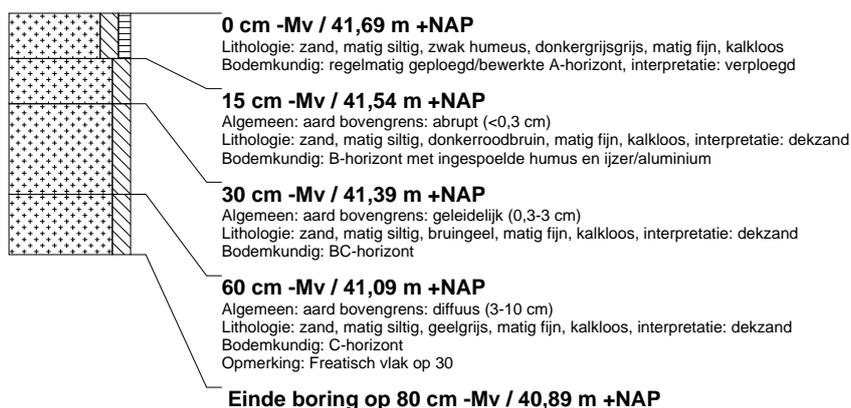 0 cm -Mv / 41,69 m +NAP
Lithologie: zand, matig siltig, zwak humeus, donkergrijsgrijs, matig fijn, kalkloos
Bodemkundig: regelmatig geploegd/bewerkte A-horizont, interpretatie: verploegd
15 cm -Mv / 41,54 m +NAP
Algemeen: aard bovengrens: abrupt (<0,3 cm)
Lithologie: zand, matig siltig, donkerroodbruin, matig fijn, kalkloos, interpretatie: dekzand
Bodemkundig: B-horizont met ingespoelde humus en ijzer/aluminium
30 cm -Mv / 41,39 m +NAP
Algemeen: aard bovengrens: geleidelijk (0,3-3 cm)
Lithologie: zand, matig siltig, bruingeel, matig fijn, kalkloos, interpretatie: dekzand
Bodemkundig: BC-horizont
60 cm -Mv / 41,09 m +NAP
Algemeen: aard bovengrens: diffuus (3-10 cm)
Lithologie: zand, matig siltig, geelgrijs, matig fijn, kalkloos, interpretatie: dekzand
Bodemkundig: C-horizont
Opmerking: Freatisch vlak op 30
Einde boring op 80 cm -Mv / 40,89 m +NAP